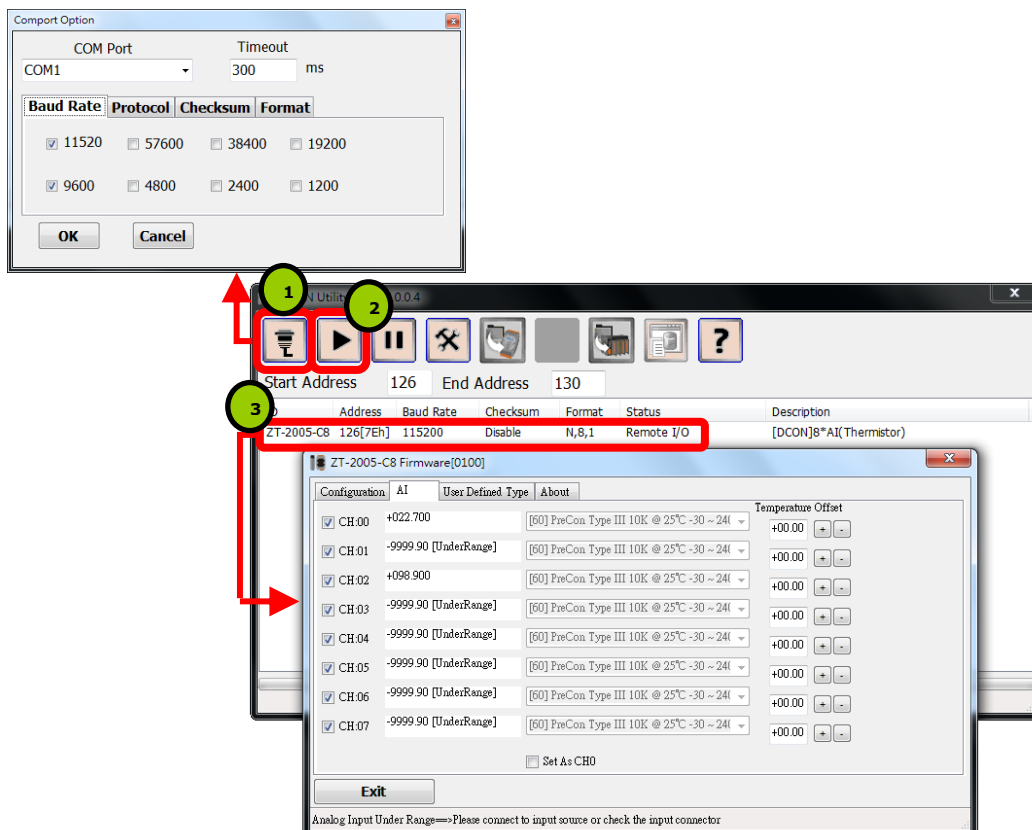 Comport Option
COM Port Timeout
COM1 300 ms
Baud Rate Protocol Checksum Format
11520 57600 38400 19200
9600 4800 2400 1200
OK Cancel
1
2
N Utility 0.0.4
x
?
Start Address 126 End Address 130
3
Address Baud Rate Checksum Format Status Description
ZT-2005-C8 126[7Eh] 115200 Disable N,8,1 Remote I/O [DCON]8*AI(Thermistor)
ZT-2005-C8 Firmware[0100]
Configuration AI User Defined Type About
Temperature Offset
CH:00 +022.700 [60] PreCon Type III 10K @ 25°C -30 ~ 24( +00.00 + -
CH:01 -9999.90 [UnderRange] [60] PreCon Type III 10K @ 25°C -30 ~ 24( +00.00 + -
CH:02 +098.900 [60] PreCon Type III 10K @ 25°C -30 ~ 24( +00.00 + -
CH:03 -9999.90 [UnderRange] [60] PreCon Type III 10K @ 25°C -30 ~ 24( +00.00 + -
CH:04 -9999.90 [UnderRange] [60] PreCon Type III 10K @ 25°C -30 ~ 24( +00.00 + -
CH:05 -9999.90 [UnderRange] [60] PreCon Type III 10K @ 25°C -30 ~ 24( +00.00 + -
CH:06 -9999.90 [UnderRange] [60] PreCon Type III 10K @ 25°C -30 ~ 24( +00.00 + -
CH:07 -9999.90 [UnderRange] [60] PreCon Type III 10K @ 25°C -30 ~ 24( +00.00 + -
Set As CH0
Exit
Analog Input Under Range==>Please connect to input source or check the input connector